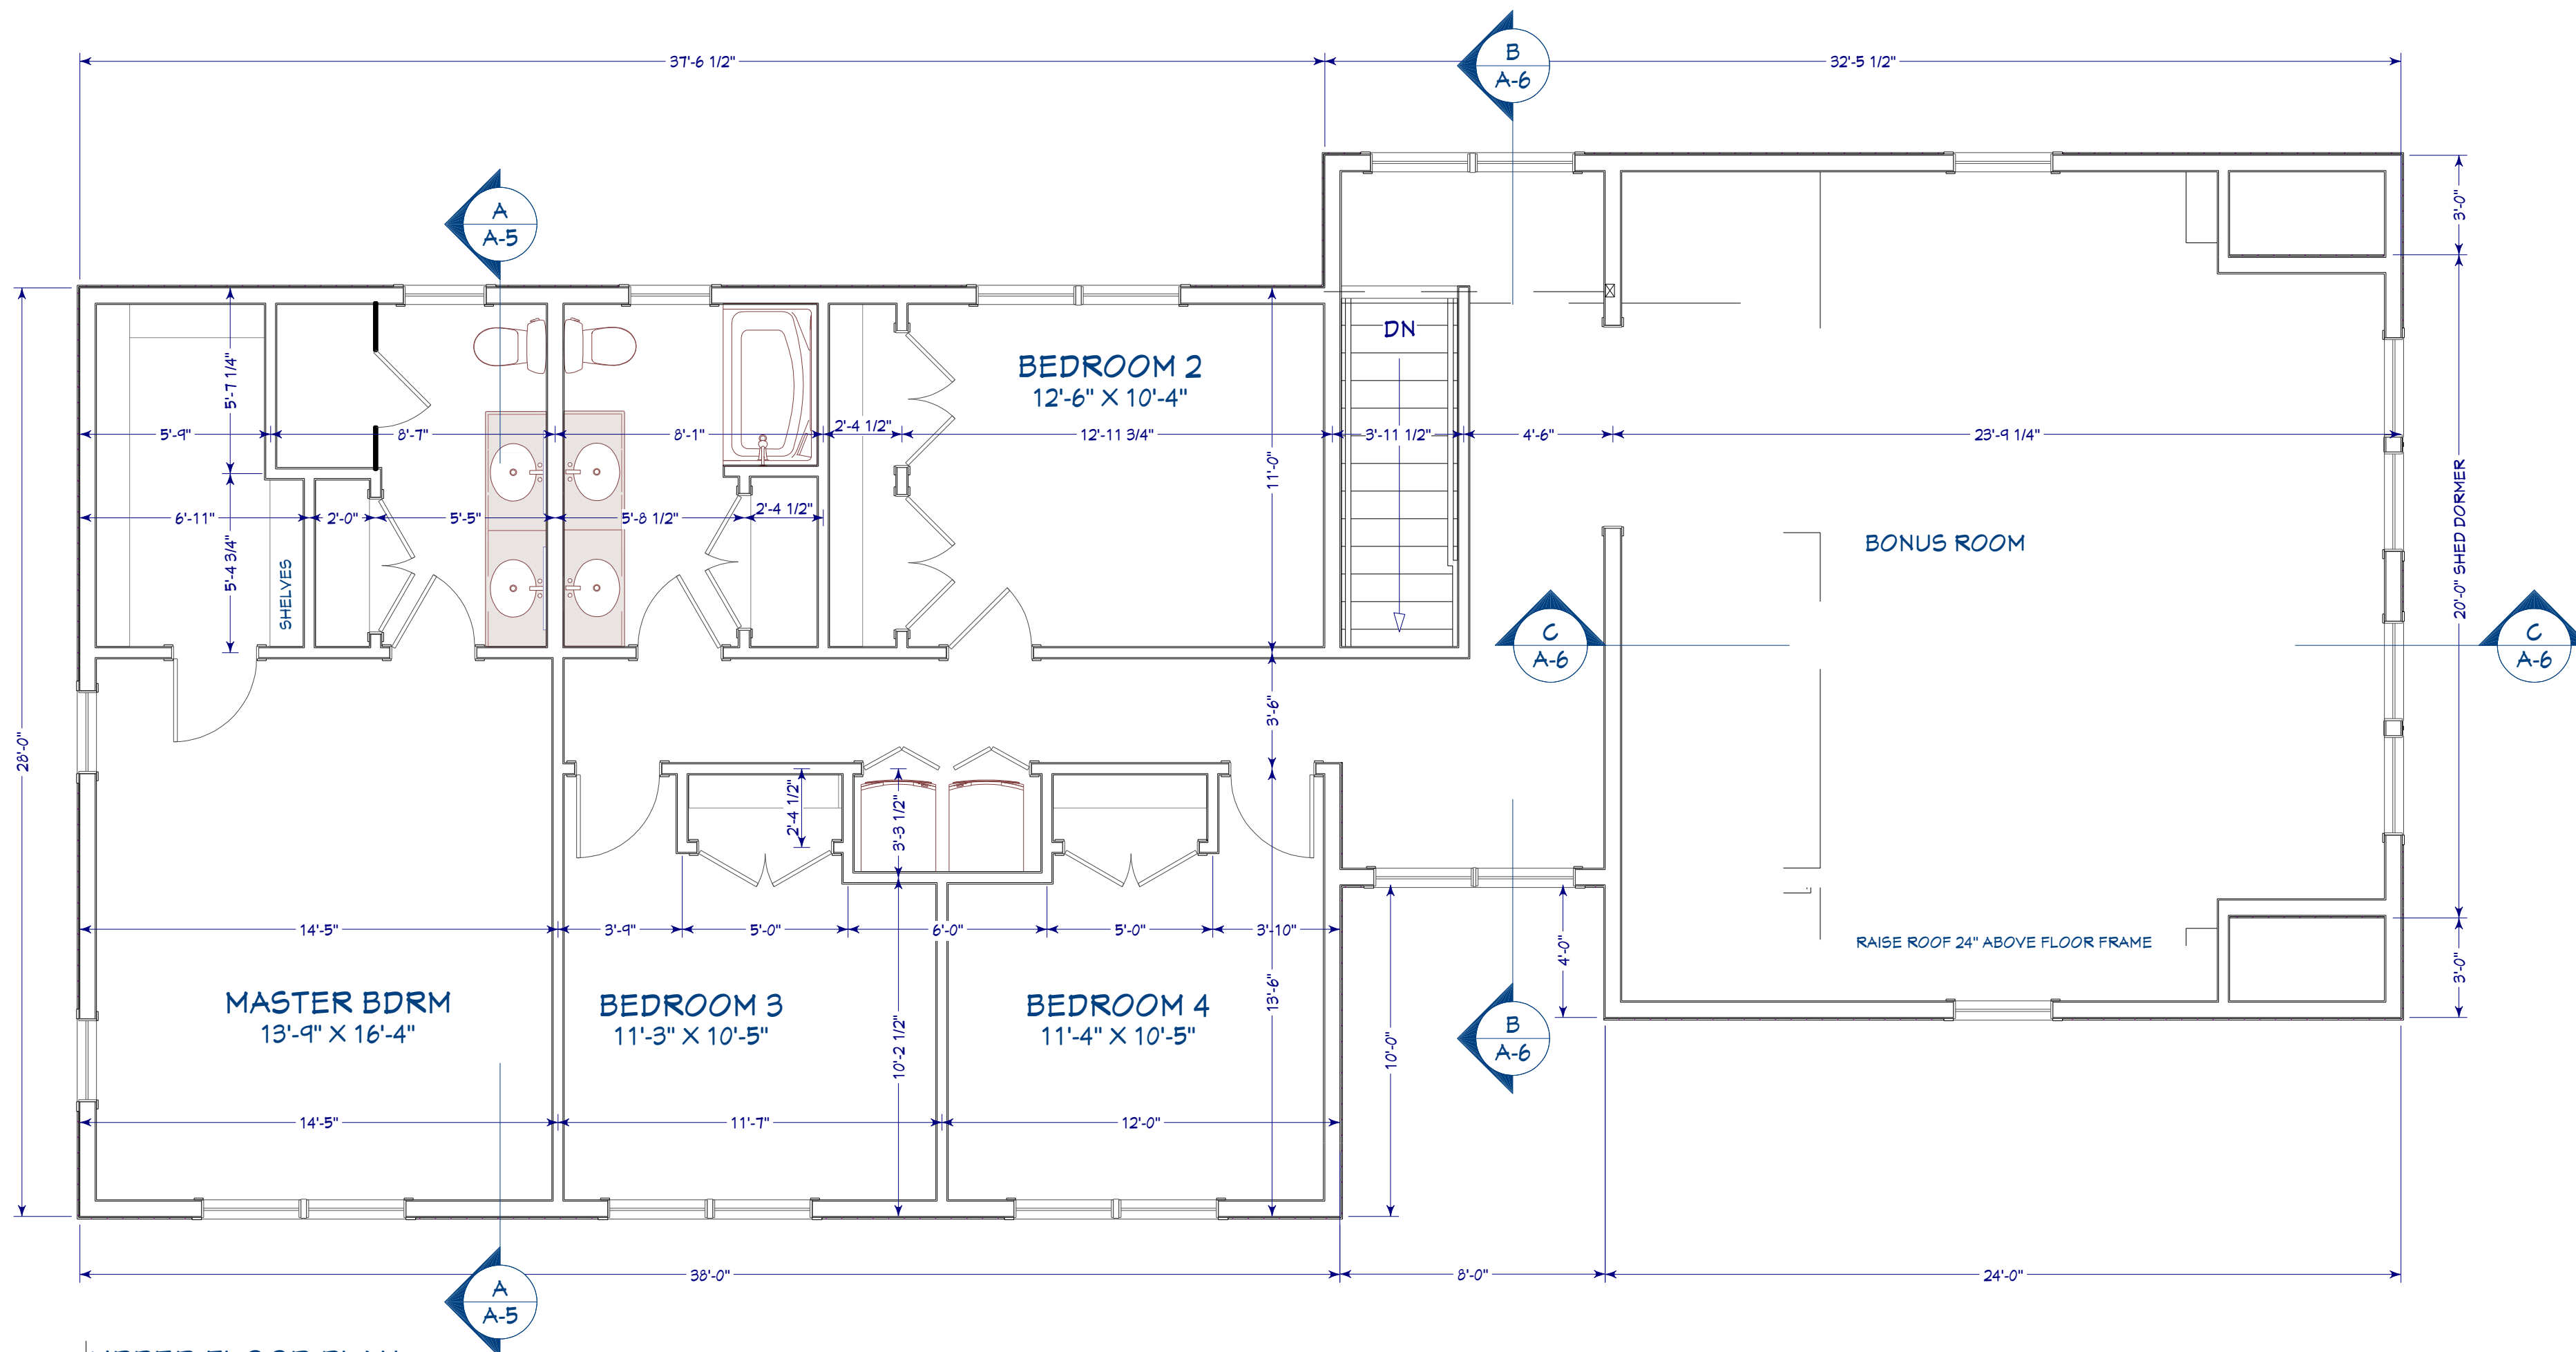 37'-6 1/2"
32'-5 1/2"
B
A-6
A
A-5
3'-0"
DN
BEDROOM 2
12'-6" X 10'-4"
5'-7 1/4"
5'-9"
8'-7"
8'-1"
2'-4 1/2"
12'-11 3/4"
3'-11 1/2"
4'-6"
23'-9 1/4"
11'-0"
6'-11"
2'-0"
5'-5"
5'-8 1/2"
2'-4 1/2"
5'-4 3/4"
SHELVES
BONUS ROOM
20'-0" SHED DORMER
C
A-6
C
A-6
28'-0"
3'-6"
2'-4 1/2"
3'-3 1/2"
14'-5"
3'-9"
5'-0"
6'-0"
5'-0"
3'-10"
4'-0"
RAISE ROOF 24" ABOVE FLOOR FRAME
3'-0"
MASTER BDRM
13'-9" X 16'-4"
BEDROOM 3
11'-3" X 10'-5"
BEDROOM 4
11'-4" X 10'-5"
13'-6"
10'-2 1/2"
10'-0"
B
A-6
14'-5"
11'-7"
12'-0"
38'-0"
8'-0"
24'-0"
A
A-5
UPPER FLOOR PLAN